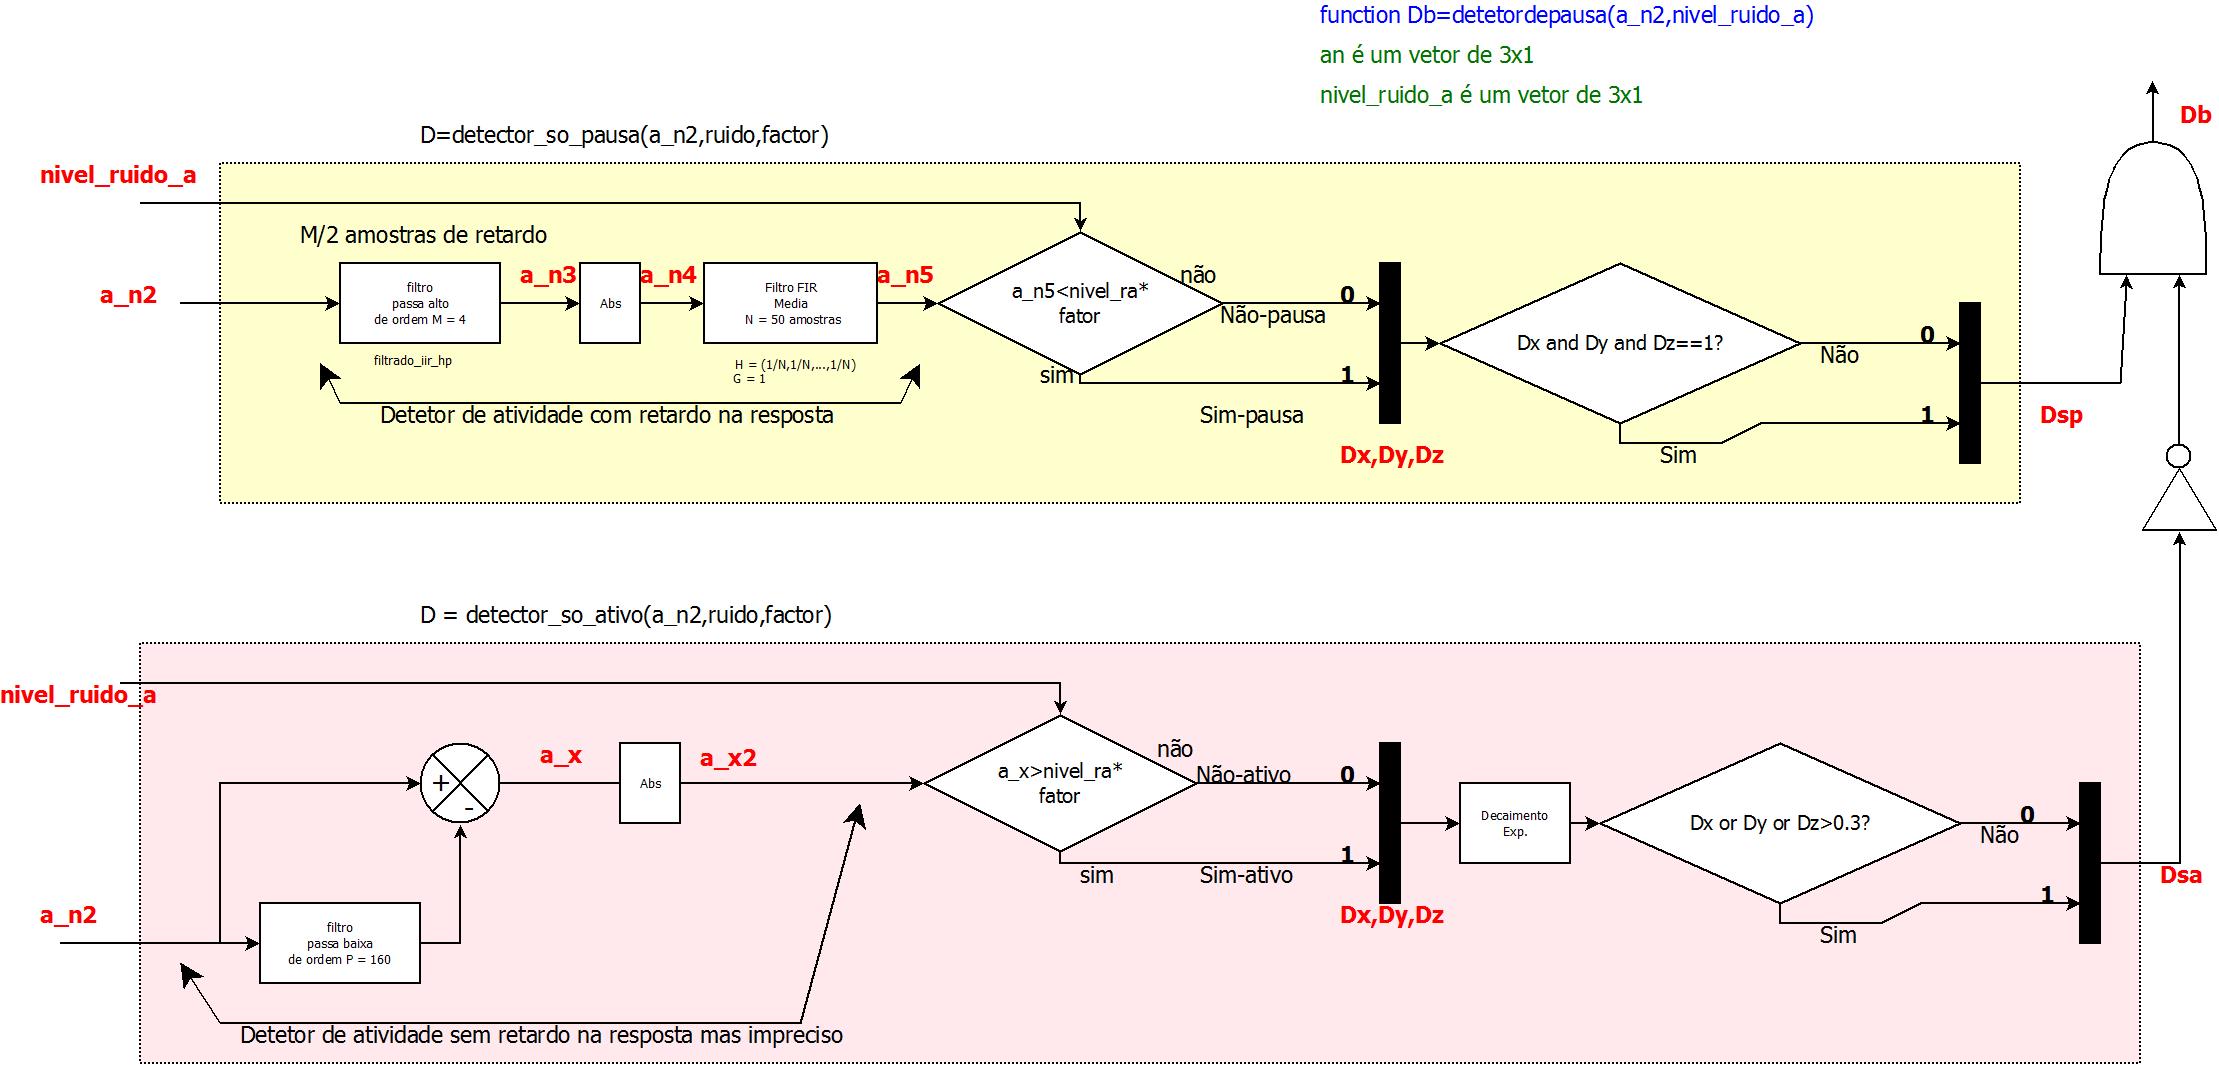 function Db=detetordepausa(a_n2,nivel_ruido_a)
an é um vetor de 3x1
nivel_ruido_a é um vetor de 3x1
Db
D=detector_so_pausa(a_n2,ruido,factor)
nivel_ruido_a
M/2 amostras de retardo
a_n2
filtro
passa alto
de ordem M = 4
filtrado_iir_hp
a_n3
Abs
a_n4
Filtro FIR
Media
N = 50 amostras
H = (1/N,1/N,...,1/N)
G = 1
a_n5
Detetor de atividade com retardo na resposta
a_n5<nivel_ra*
fator
não
Não-pausa
0
sim
Sim-pausa
1
Dx,Dy,Dz
Dx and Dy and Dz==1?
Não
0
Sim
1
Dsp
D = detector_so_ativo(a_n2,ruido,factor)
nivel_ruido_a
a_n2
filtro
passa baixa
de ordem P = 160
+
-
a_x
Abs
a_x2
Detetor de atividade sem retardo na resposta mas impreciso
a_x>nivel_ra*
fator
não
Não-ativo
0
sim
Sim-ativo
1
Dx,Dy,Dz
Decaimento
Exp.
Dx or Dy or Dz>0.3?
Não
0
Sim
1
Dsa